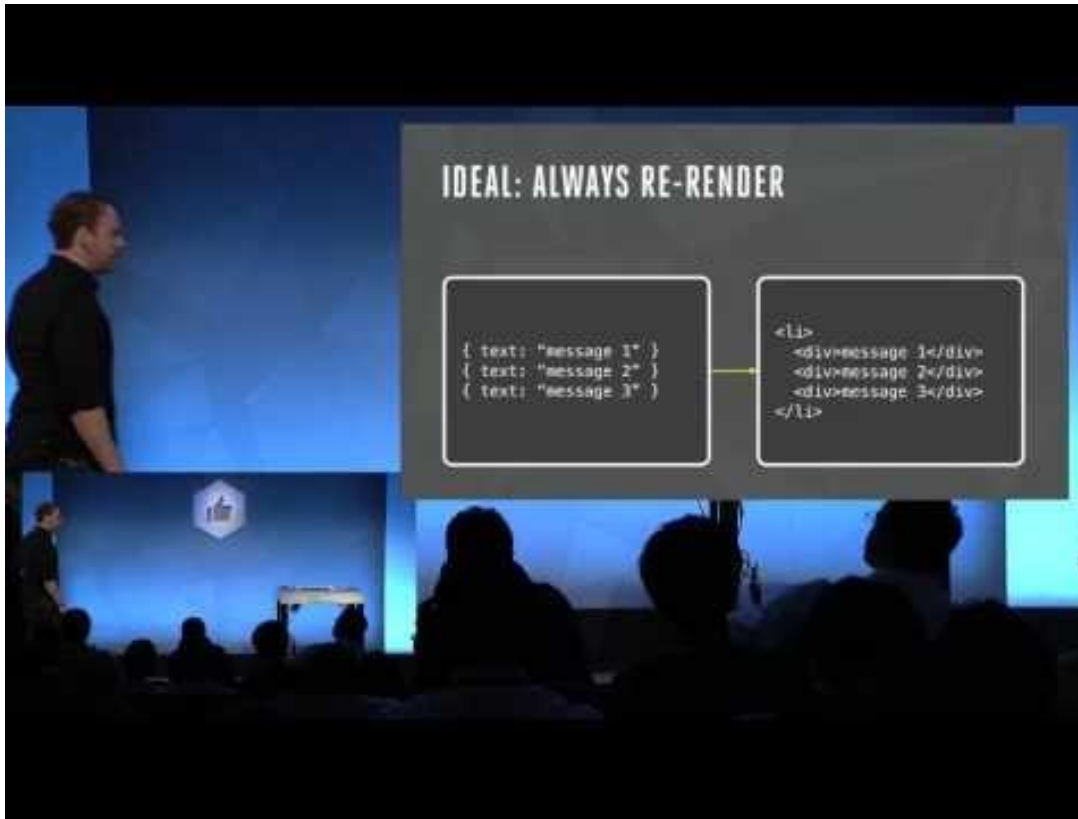 IDEAL: ALWAYS RE-RENDER
{ text: "message 1" }
{ text: "message 2" }
{ text: "message 3" }
<li>
<div>message 1</div>
<div>message 2</div>
<div>message 3</div>
</li>